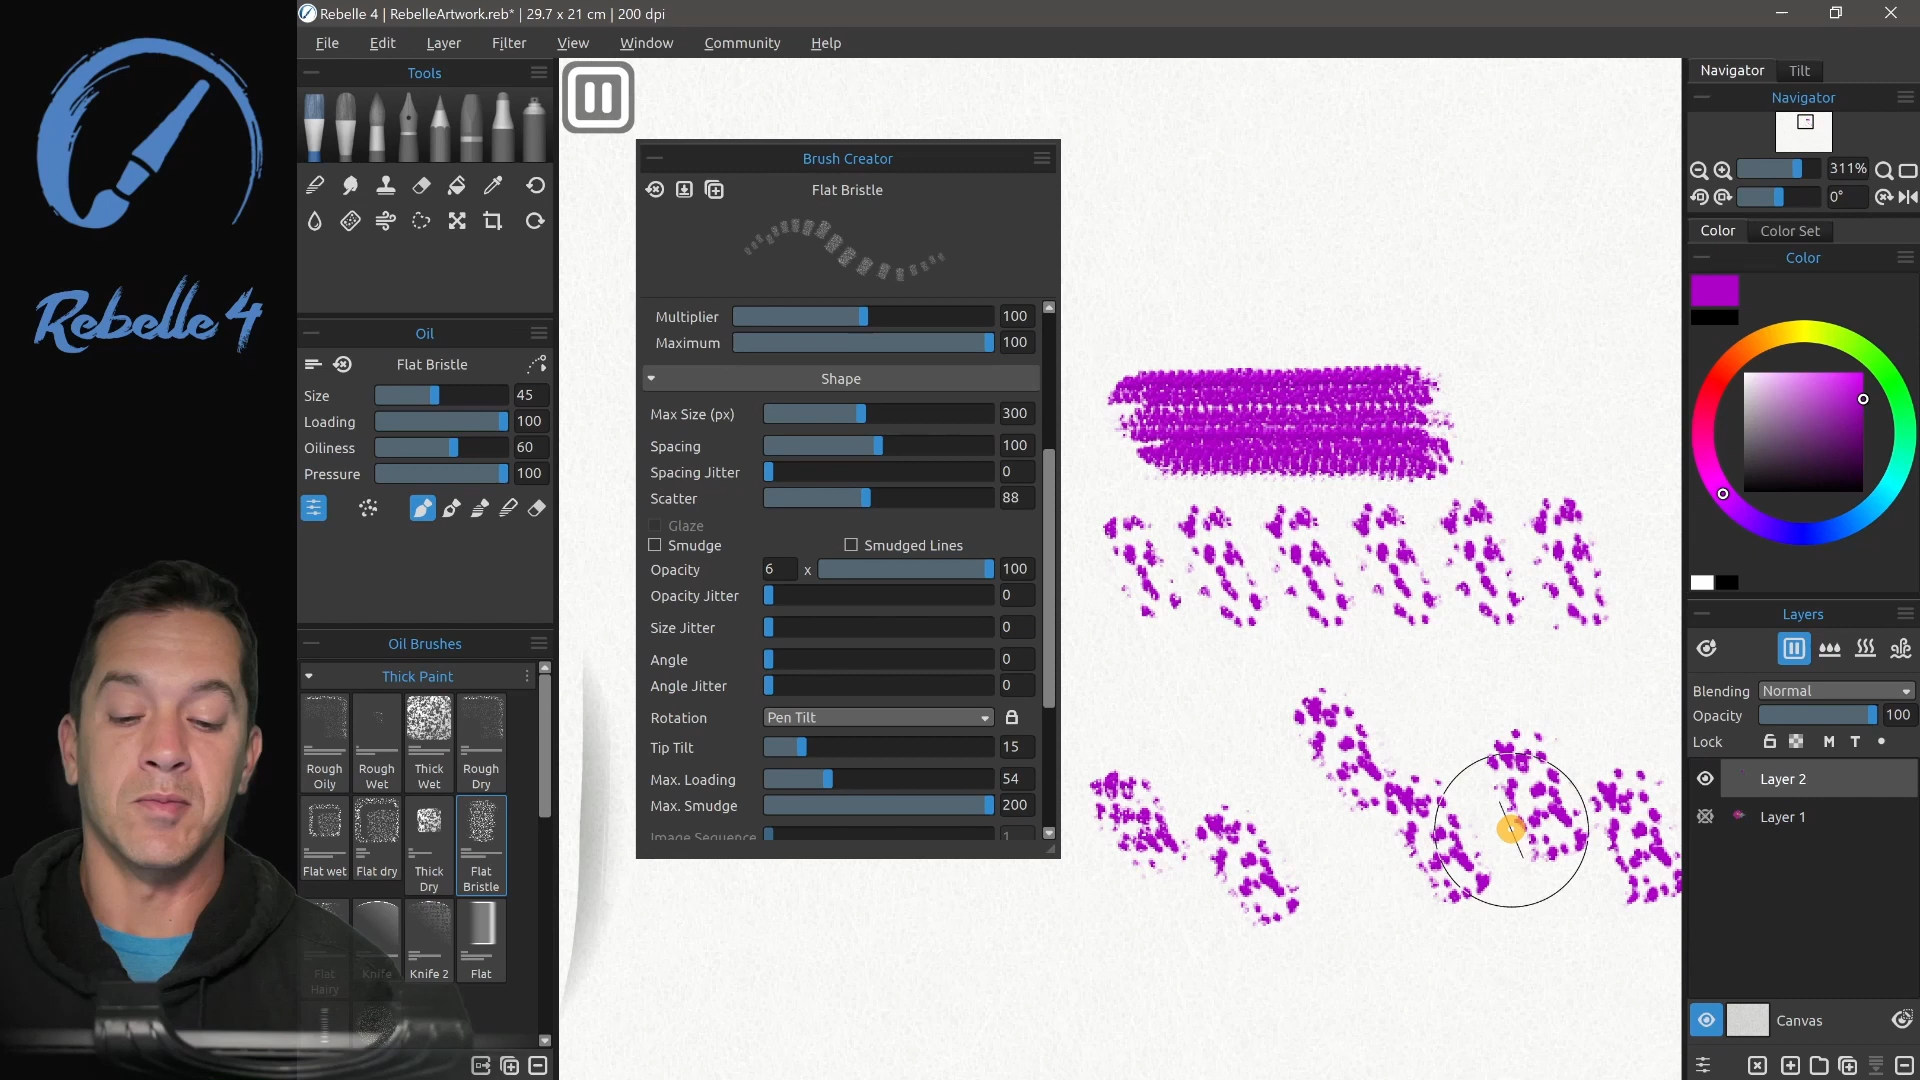 Rebelle 4 | RebelleArtwork.reb* | 29.7 x 21 cm | 200 dpi
File Edit Layer Filter View Window Community Help
Rebelle 4
Tools
Oil
Flat Bristle
Size 45
Loading 100
Oiliness 60
Pressure 100
Oil Brushes
Thick Paint
Rough Oily
Rough Wet
Thick Wet
Rough Dry
Flat wet
Flat dry
Thick Dry
Flat Bristle
Flat Hairy
Knife
Knife 2
Flat
Brush Creator
Flat Bristle
Multiplier 100
Maximum 100
Shape
Max Size (px) 300
Spacing 100
Spacing Jitter 0
Scatter 88
Glaze
Smudge Smudged Lines
Opacity 6 x 100
Opacity Jitter 0
Size Jitter 0
Angle 0
Angle Jitter 0
Rotation Pen Tilt
Tip Tilt 15
Max. Loading 54
Max. Smudge 200
Image Sequence 1
Navigator Tilt
Navigator
311%
0°
Color Color Set
Color
Layers
Blending Normal
Opacity 100
Lock M T
Layer 2
Layer 1
Canvas